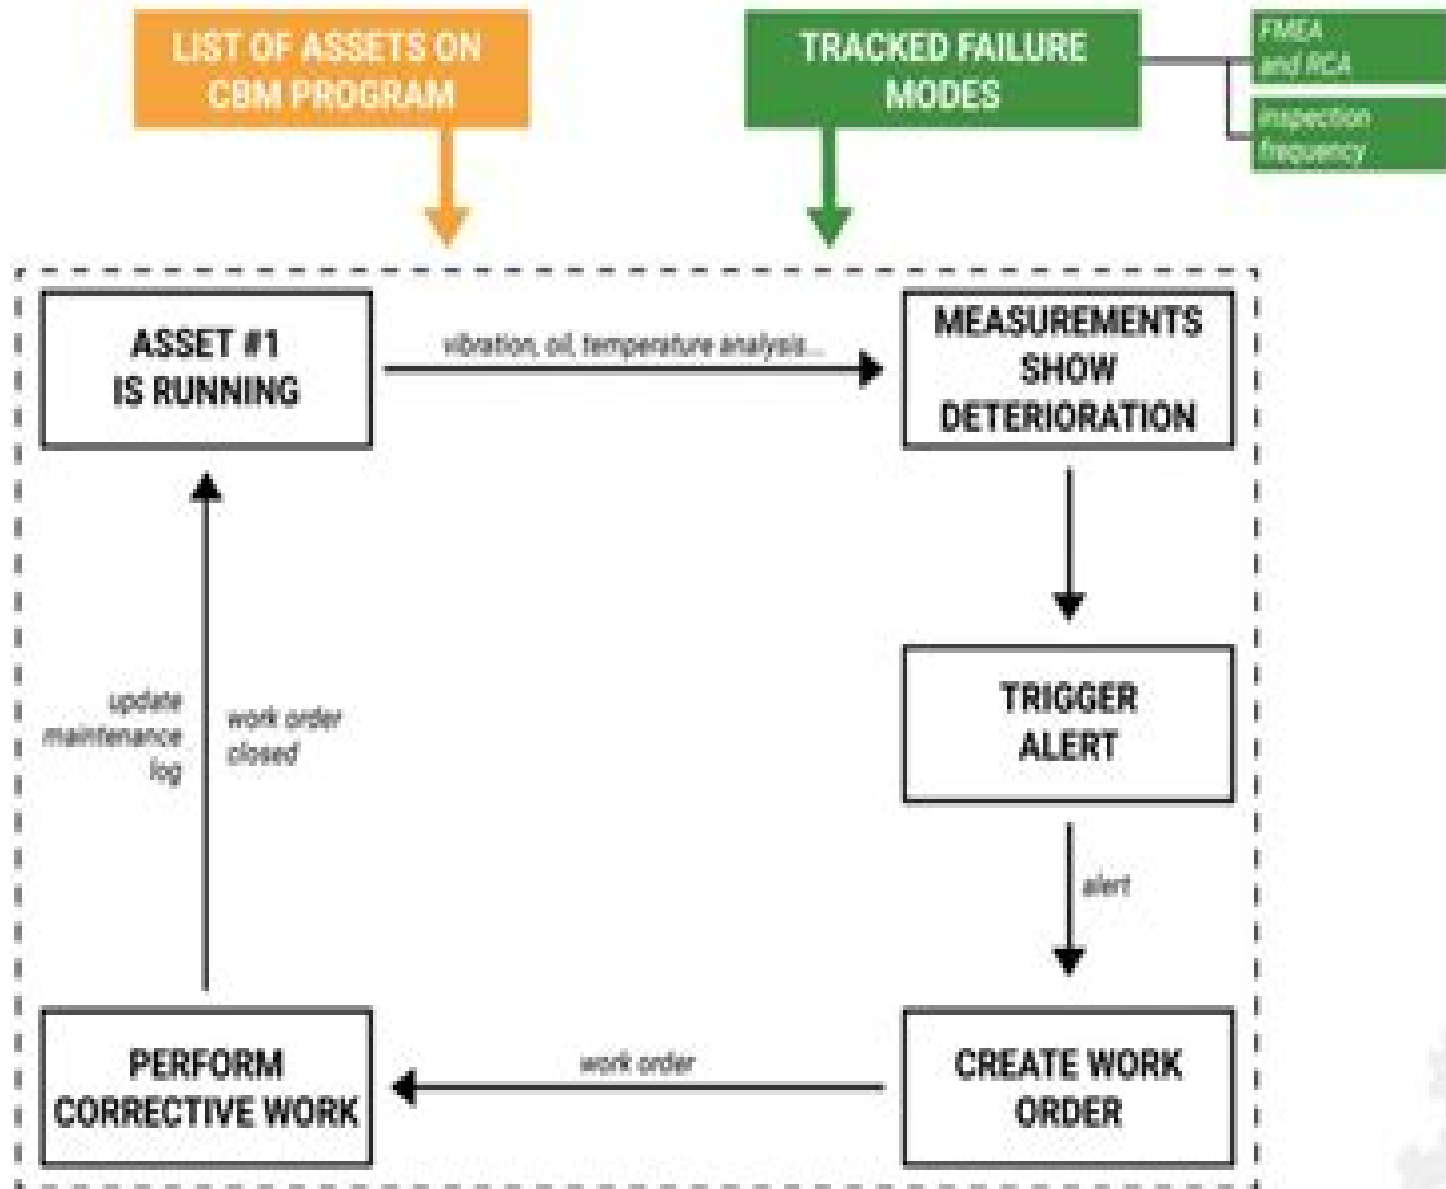 LIST OF ASSETS ON
CBM PROGRAM
TRACKED FAILURE
MODES
FMEA
and RCA
inspection
frequency
ASSET #1
IS RUNNING
vibration, oil, temperature analysis...
MEASUREMENTS
SHOW
DETERIORATION
TRIGGER
ALERT
update
maintenance
log
work order
closed
alert
PERFORM
CORRECTIVE WORK
work order
CREATE WORK
ORDER